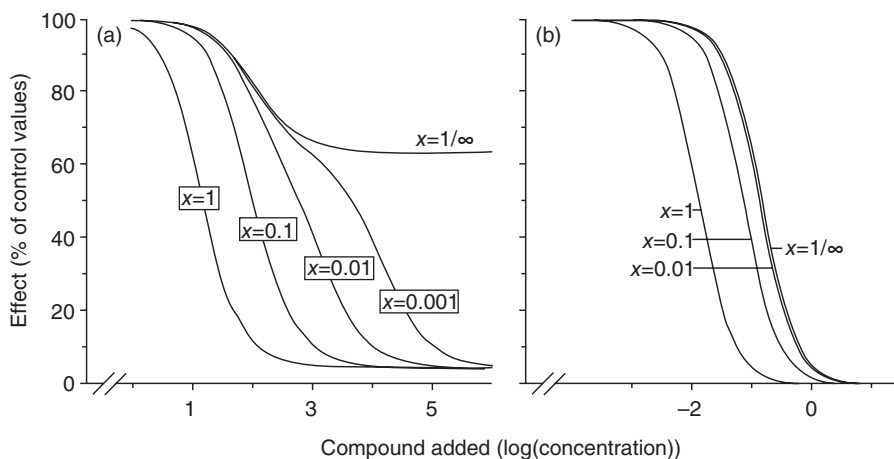 (a)
(b)
Effect (% of control values)
100
80
60
40
20
0
x=1/∞
x=1
x=0.1
x=0.01
x=0.001
1
3
5
x=1
x=0.1
x=0.01
x=1/∞
−2
0
Compound added (log(concentration))